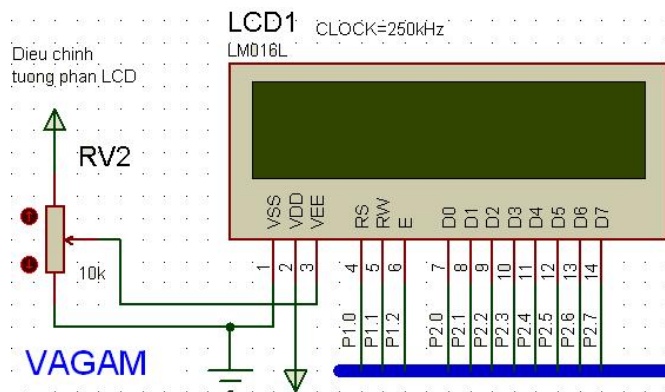 LCD1 CLOCK=250kHz
LM016L
Dieu chinh
tuong phan LCD
RV2
10k
VSS VDD VEE RS RW E D0 D1 D2 D3 D4 D5 D6 D7
1 2 3 4 5 6 7 8 9 10 11 12 13 14
P1.0 P1.1 P1.2 P2.0 P2.1 P2.2 P2.3 P2.4 P2.5 P2.6 P2.7
VAGAM